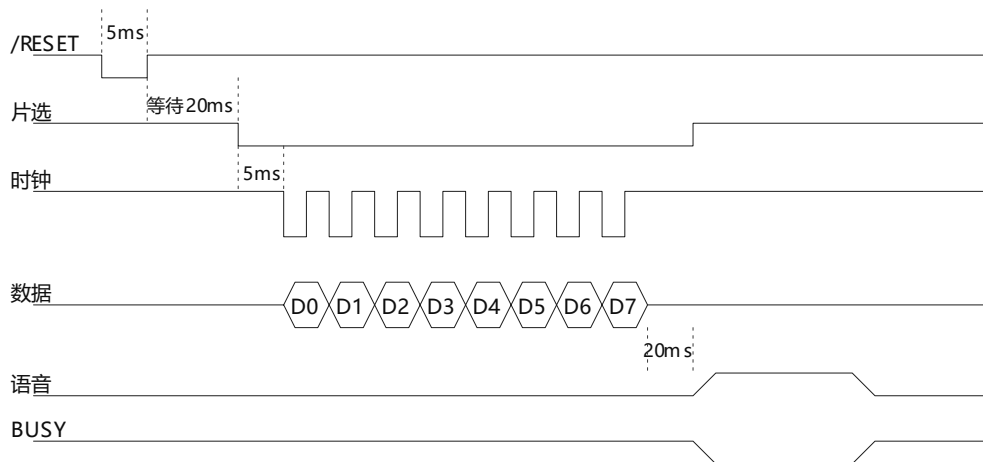 5ms
/RESET
等待20ms
片选
5ms
时钟
数据
D0 D1 D2 D3 D4 D5 D6 D7
20ms
语音
BUSY